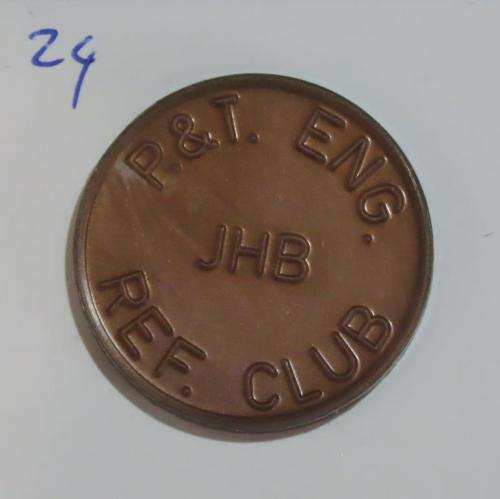 24
P.&T. ENG.
JHB
REF. CLUB